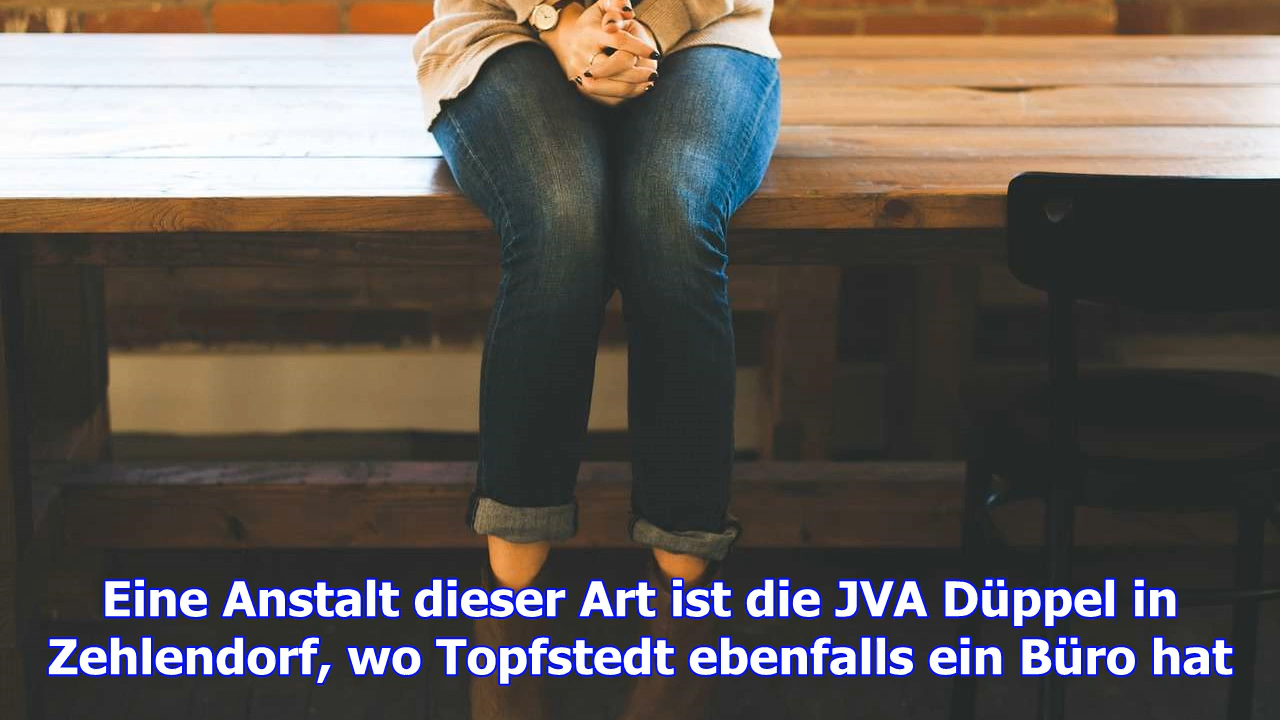 Eine Anstalt dieser Art ist die JVA Düppel in
Zehlendorf, wo Topfstedt ebenfalls ein Büro hat